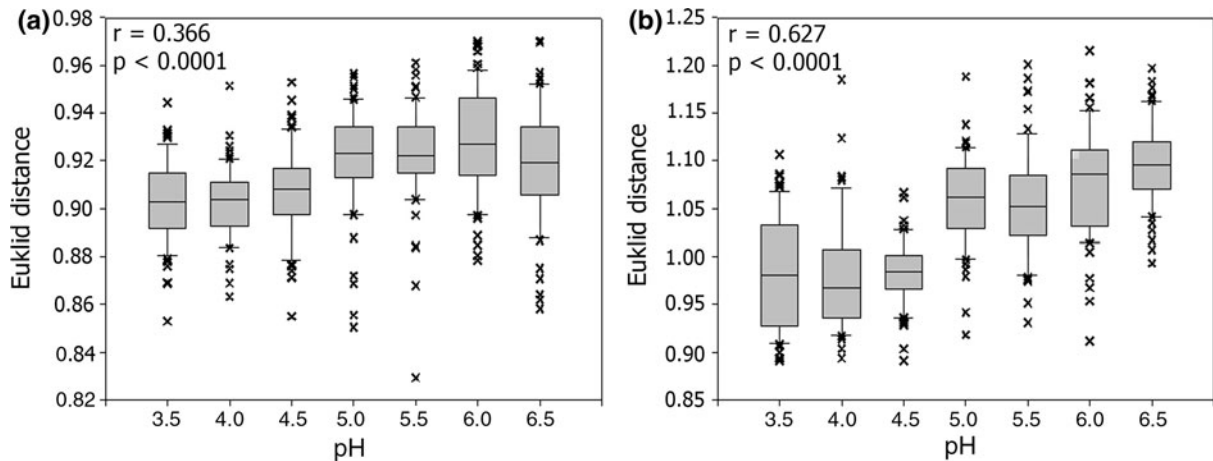 (a)
r = 0.366
p < 0.0001
Euklid distance
0.98
0.96
0.94
0.92
0.90
0.88
0.86
0.84
0.82
3.5 4.0 4.5 5.0 5.5 6.0 6.5
pH
(b)
r = 0.627
p < 0.0001
Euklid distance
1.25
1.20
1.15
1.10
1.05
1.00
0.95
0.90
0.85
3.5 4.0 4.5 5.0 5.5 6.0 6.5
pH